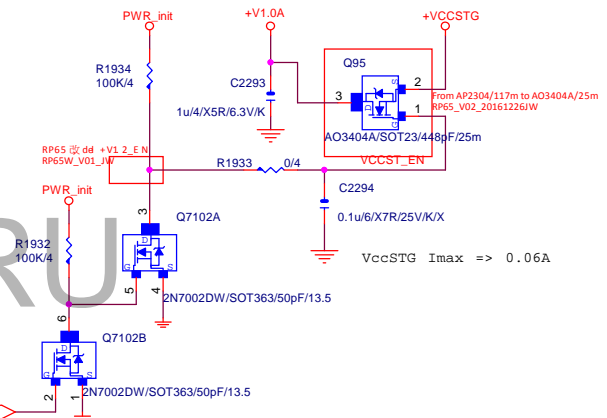 PWR_init
+V1.0A
+VCCSTG
R1934
100K/4
Q95
C2293
1u/4/X5R/6.3V/K
3
2
1
S
D
G
From AP2304/117m to AO3404A/25m
RP65_V02_20161226JW
AO3404A/SOT23/448pF/25m
VCCST_EN
RP65 改 dd +V1 2_E N
RP65W_V01_JW
R1933
0/4
PWR_init
C2294
0.1u/6/X7R/25V/K/X
3
Q7102A
R1932
100K/4
D
G
S
5
4
2N7002DW/SOT363/50pF/13.5
VccSTG Imax => 0.06A
RU
6
Q7102B
D
G
S
2
1
2N7002DW/SOT363/50pF/13.5